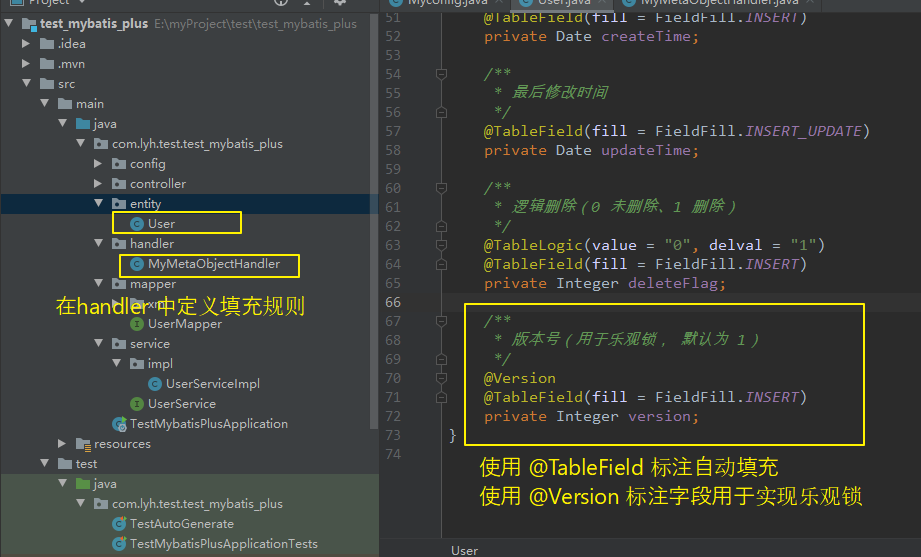 Project
test_mybatis_plus E:\myProject\test\test_mybatis_plus
.idea
.mvn
src
main
java
com.lyh.test.test_mybatis_plus
config
controller
entity
User
handler
MyMetaObjectHandler
mapper
在handler 中定义填充规则
UserMapper
service
impl
UserServiceImpl
UserService
TestMybatisPlusApplication
resources
test
java
com.lyh.test.test_mybatis_plus
TestAutoGenerate
TestMybatisPlusApplicationTests
Myconfig.java User.java MyMetaObjectHandler.java
51 @TableField(fill = FieldFill.INSERT)
52 private Date createTime;
53
54 /**
55 * 最后修改时间
56 */
57 @TableField(fill = FieldFill.INSERT_UPDATE)
58 private Date updateTime;
59
60 /**
61 * 逻辑删除(0 未删除、1 删除)
62 */
63 @TableLogic(value = "0", delval = "1")
64 @TableField(fill = FieldFill.INSERT)
65 private Integer deleteFlag;
66
67 /**
68 * 版本号(用于乐观锁, 默认为 1)
69 */
70 @Version
71 @TableField(fill = FieldFill.INSERT)
72 private Integer version;
73 }
74
使用 @TableField 标注自动填充
使用 @Version 标注字段用于实现乐观锁
User